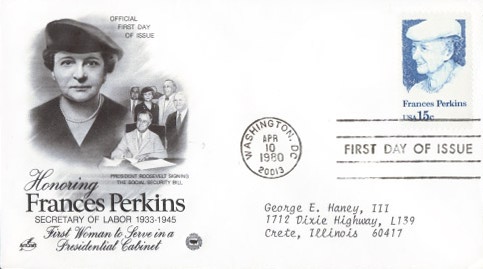 OFFICIAL
FIRST DAY
OF ISSUE
Frances Perkins
USA 15c
WASHINGTON, DC
APR
10
1980
20013
FIRST DAY OF ISSUE
PRESIDENT ROOSEVELT SIGNING
THE SOCIAL SECURITY BILL
Honoring
Frances Perkins
SECRETARY OF LABOR 1933-1945
First Woman to Serve in a
Presidential Cabinet
George E. Haney, III
1712 Dixie Highway, L139
Crete, Illinois 60417